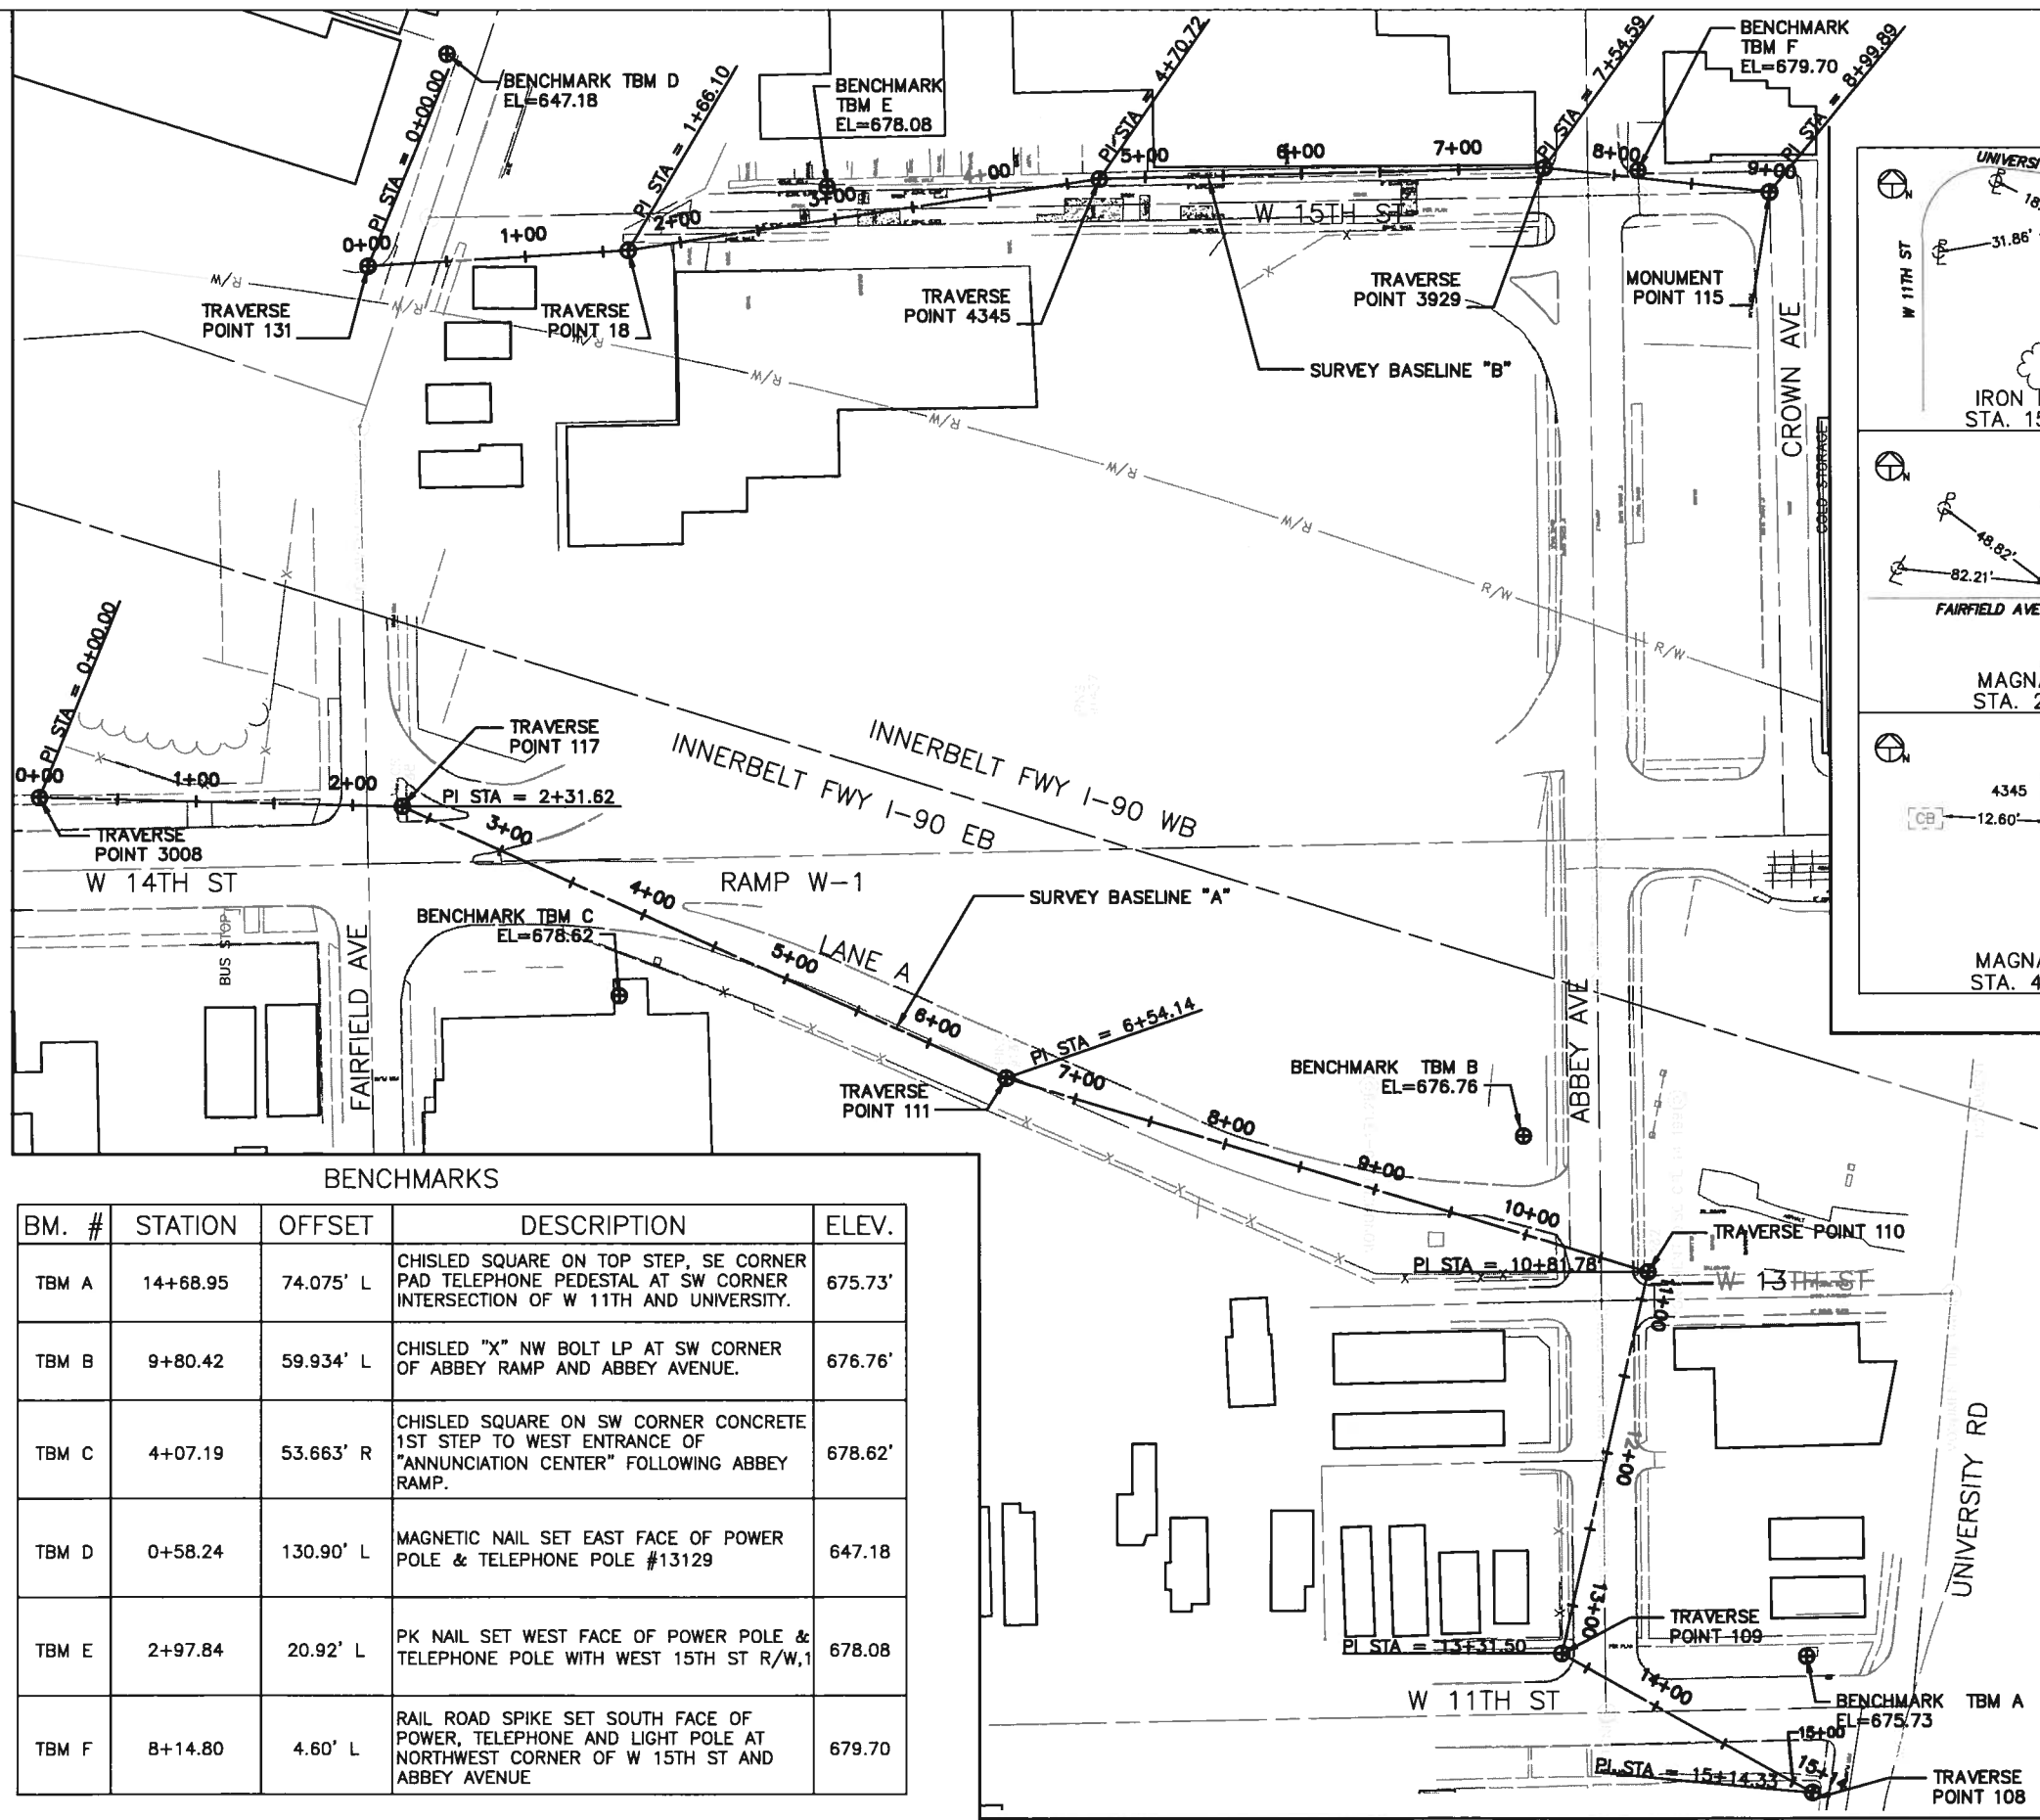 PI STA = 0+00.00
BENCHMARK TBM D
EL=647.18
PI STA = 1+66.10
BENCHMARK
TBM E
EL=678.08
PI STA = 4+70.72
PI STA = 7+54.59
BENCHMARK
TBM F
EL=679.70
PI STA = 8+99.89
0+00
1+00
2+00
3+00
4+00
5+00
6+00
7+00
8+00
9+00
W 15TH ST
TRAVERSE
POINT 131
TRAVERSE
POINT 18
TRAVERSE
POINT 4345
TRAVERSE
POINT 3929
MONUMENT
POINT 115
SURVEY BASELINE "B"
R/W
R/W
R/W
R/W
R/W
R/W
R/W
R/W
R/W
CROWN AVE
COLD STORAGE
W 11TH ST
31.86'
IRON
48.82'
82.21'
FAIRFIELD AVE
4345
CB
12.60'
PI STA = 0+00.00
0+00
1+00
2+00
TRAVERSE
POINT 117
PI STA = 2+31.62
3+00
TRAVERSE
POINT 3008
W 14TH ST
INNERBELT FWY I-90 WB
INNERBELT FWY I-90 EB
RAMP W-1
4+00
SURVEY BASELINE "A"
BENCHMARK TBM C
EL=678.62
BUS STOP
FAIRFIELD AVE
LANE A
5+00
6+00
PI STA = 6+54.14
TRAVERSE
POINT 111
7+00
8+00
9+00
10+00
ABBEY AVE
BENCHMARK TBM B
EL=676.76
TRAVERSE POINT 110
PI STA = 10+81.78
W 13TH ST
11+00
12+00
13+00
UNIVERSITY RD
TRAVERSE
POINT 109
PI STA = 13+31.50
14+00
W 11TH ST
BENCHMARK TBM A
EL=675.73
15+00
15+14
PI STA = 15+14.33
TRAVERSE
POINT 108
BENCHMARKS
BM. # STATION OFFSET DESCRIPTION ELEV.
TBM A 14+68.95 74.075' L CHISLED SQUARE ON TOP STEP, SE CORNER
PAD TELEPHONE PEDESTAL AT SW CORNER
INTERSECTION OF W 11TH AND UNIVERSITY. 675.73'
TBM B 9+80.42 59.934' L CHISLED "X" NW BOLT LP AT SW CORNER
OF ABBEY RAMP AND ABBEY AVENUE. 676.76'
TBM C 4+07.19 53.663' R CHISLED SQUARE ON SW CORNER CONCRETE
1ST STEP TO WEST ENTRANCE OF
"ANNUNCIATION CENTER" FOLLOWING ABBEY
RAMP. 678.62'
TBM D 0+58.24 130.90' L MAGNETIC NAIL SET EAST FACE OF POWER
POLE & TELEPHONE POLE #13129 647.18
TBM E 2+97.84 20.92' L PK NAIL SET WEST FACE OF POWER POLE &
TELEPHONE POLE WITH WEST 15TH ST R/W,1 678.08
TBM F 8+14.80 4.60' L RAIL ROAD SPIKE SET SOUTH FACE OF
POWER, TELEPHONE AND LIGHT POLE AT
NORTHWEST CORNER OF W 15TH ST AND
ABBEY AVENUE 679.70